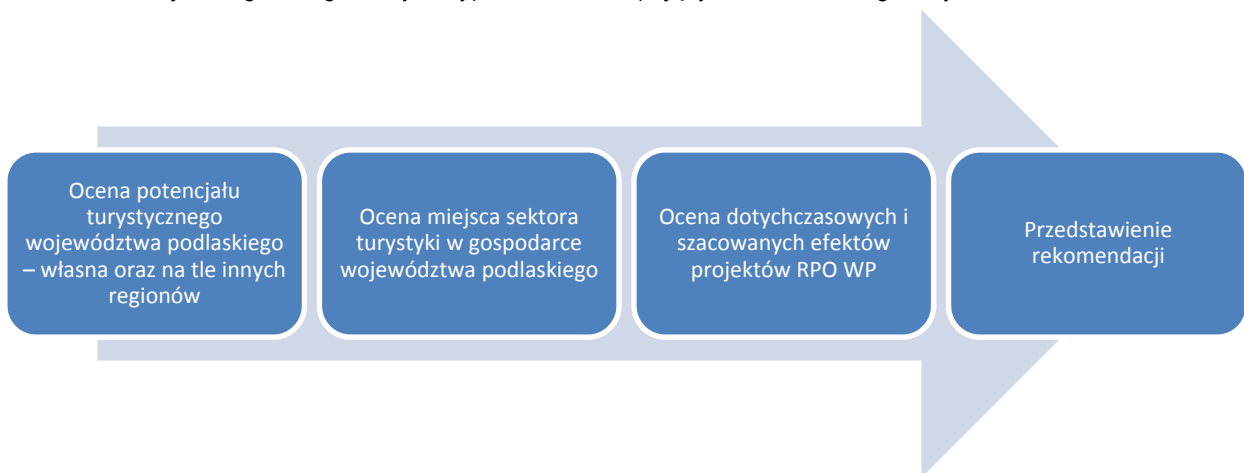 Ocena potencjału
turystycznego
województwa podlaskiego
– własna oraz na tle innych
regionów
Ocena miejsca sektora
turystyki w gospodarce
województwa podlaskiego
Ocena dotychczasowych i
szacowanych efektów
projektów RPO WP
Przedstawienie
rekomendacji